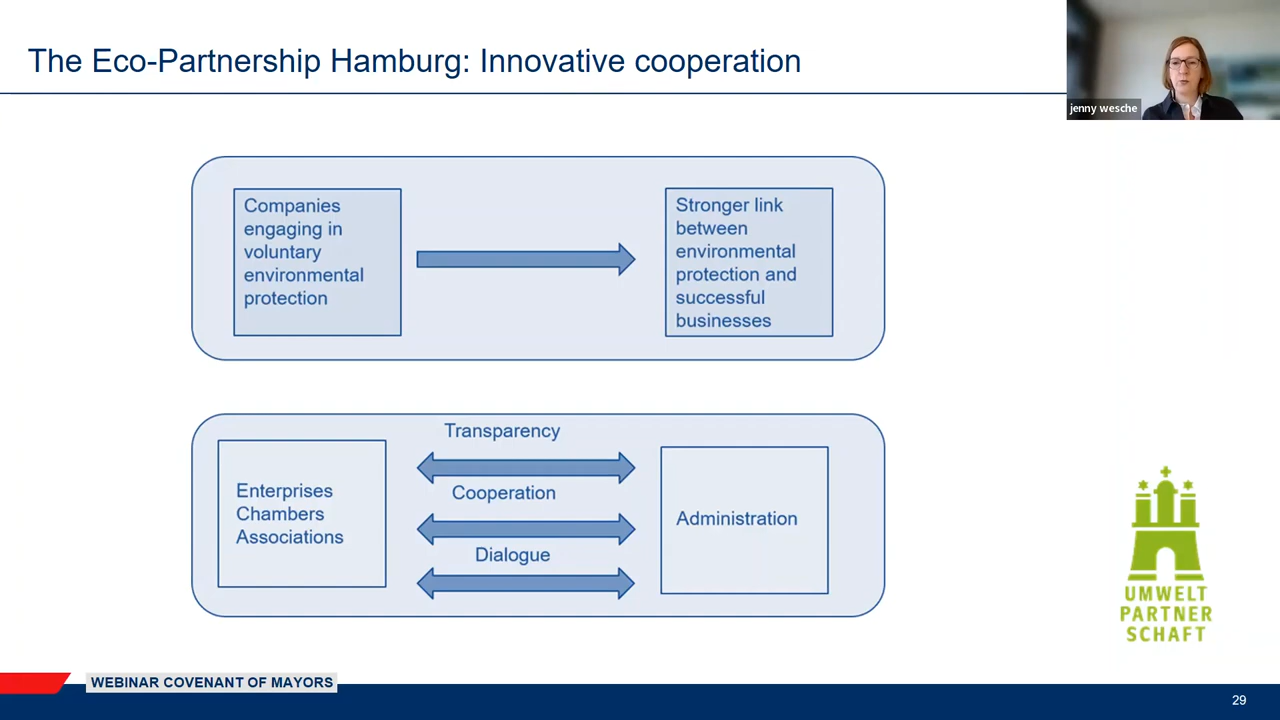 The Eco-Partnership Hamburg: Innovative cooperation
jenny wesche
Companies
engaging in
voluntary
environmental
protection
Stronger link
between
environmental
protection and
successful
businesses
Transparency
Enterprises
Chambers
Associations
Cooperation
Dialogue
Administration
UMWELT
PARTNER
SCHAFT
WEBINAR COVENANT OF MAYORS
29